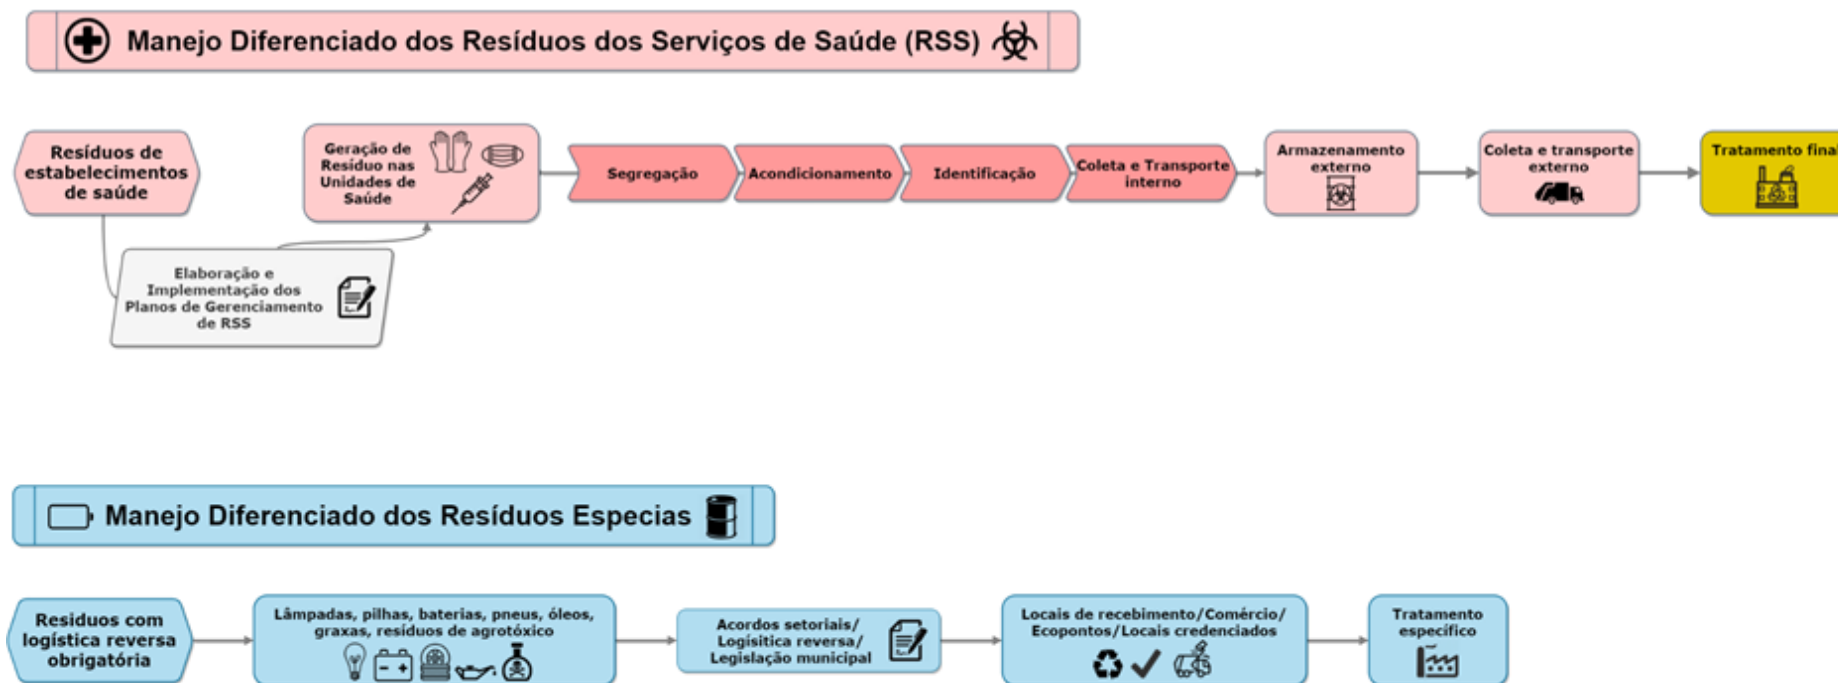 Manejo Diferenciado dos Resíduos dos Serviços de Saúde (RSS)
Resíduos de
estabelecimentos
de saúde
Elaboração e
Implementação dos
Planos de Gerenciamento
de RSS
Geração de
Resíduo nas
Unidades de
Saúde
Segregação
Acondicionamento
Identificação
Coleta e Transporte
interno
Armazenamento
externo
Coleta e transporte
externo
Tratamento final
Manejo Diferenciado dos Resíduos Especias
Residuos com
logística reversa
obrigatória
Lâmpadas, pilhas, baterias, pneus, óleos,
graxas, resíduos de agrotóxico
Acordos setoriais/
Logísitica reversa/
Legislação municipal
Locais de recebimento/Comércio/
Ecopontos/Locais credenciados
Tratamento
específico